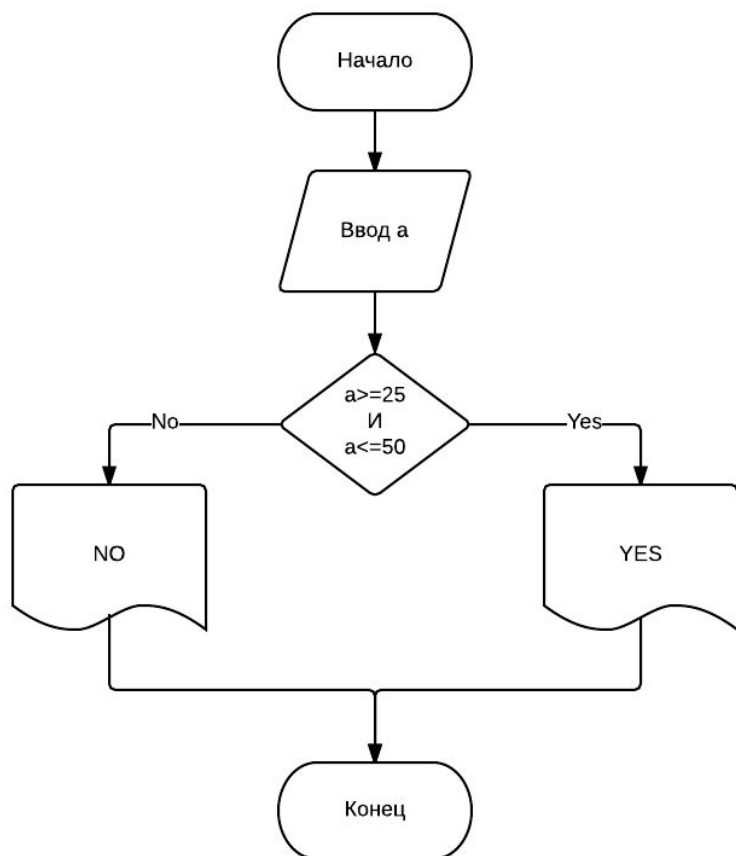 Начало
Ввод a
a>=25
И
a<=50
No
Yes
NO
YES
Конец